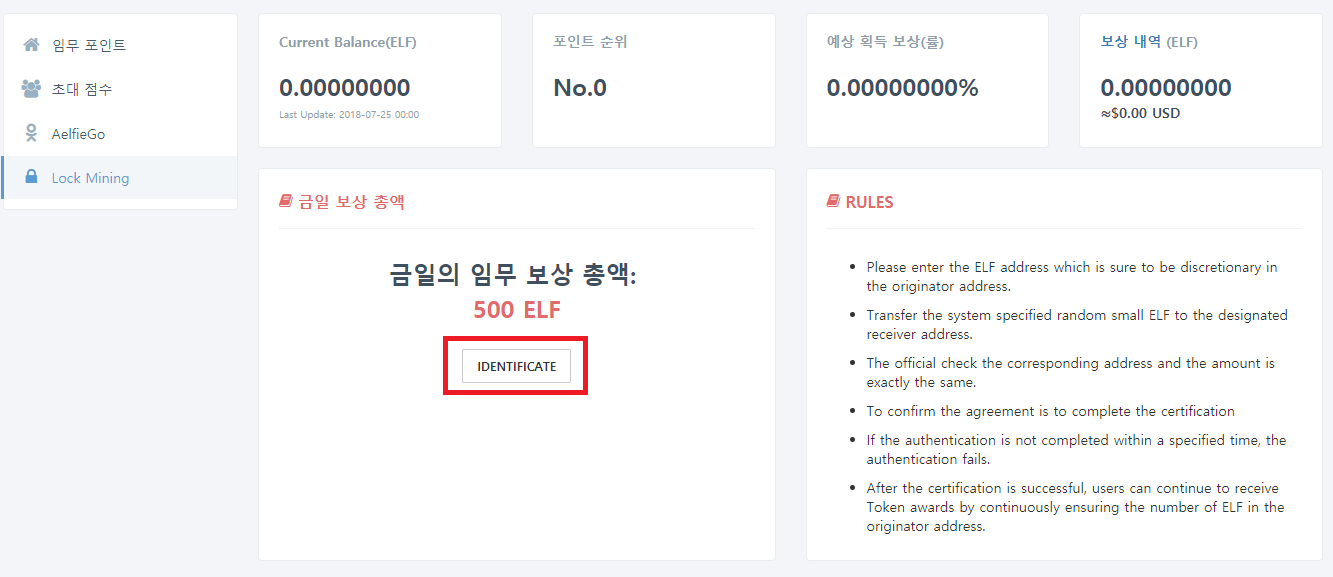 임무 포인트
초대 점수
AelfieGo
Lock Mining
Current Balance(ELF)
0.00000000
Last Update: 2018-07-25 00:00
포인트 순위
No.0
예상 획득 보상(률)
0.00000000%
보상 내역 (ELF)
0.00000000
≈$0.00 USD
금일 보상 총액
금일의 임무 보상 총액:
500 ELF
IDENTIFICATE
RULES
Please enter the ELF address which is sure to be discretionary in
the originator address.
Transfer the system specified random small ELF to the designated
receiver address.
The official check the corresponding address and the amount is
exactly the same.
To confirm the agreement is to complete the certification
If the authentication is not completed within a specified time, the
authentication fails.
After the certification is successful, users can continue to receive
Token awards by continuously ensuring the number of ELF in the
originator address.